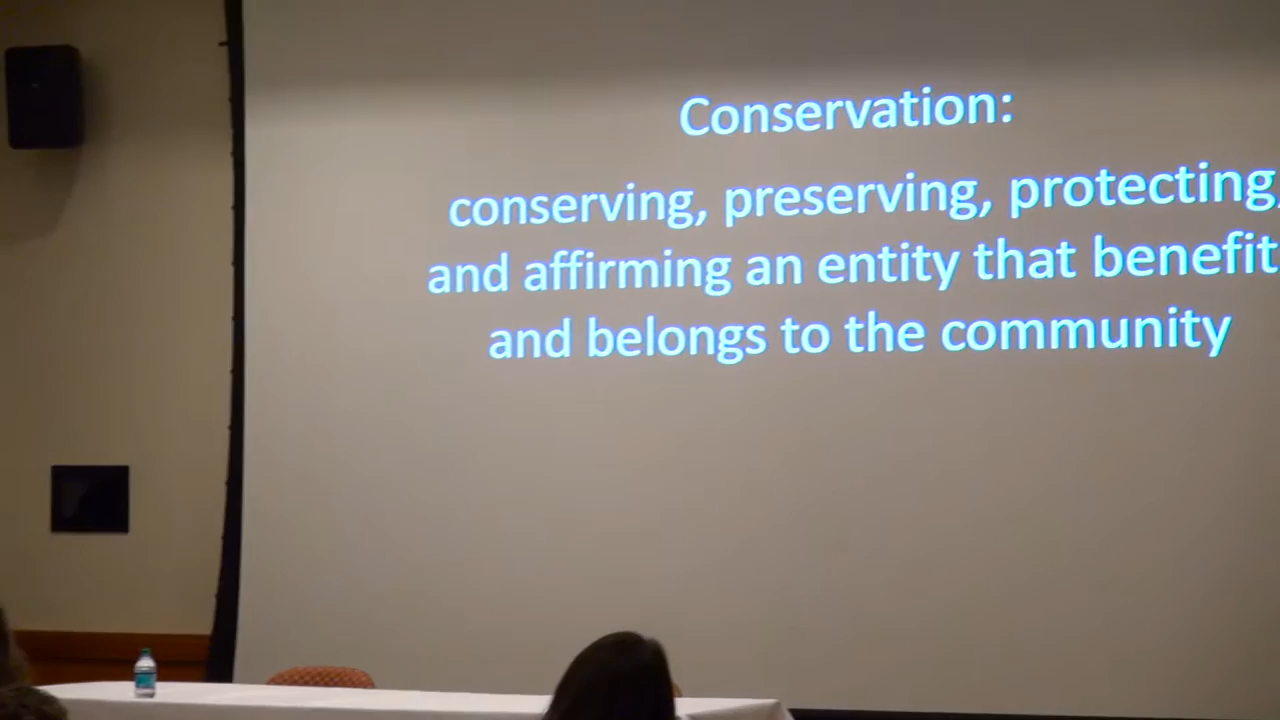 Conservation:
conserving, preserving, protecting,
and affirming an entity that benefit
and belongs to the community